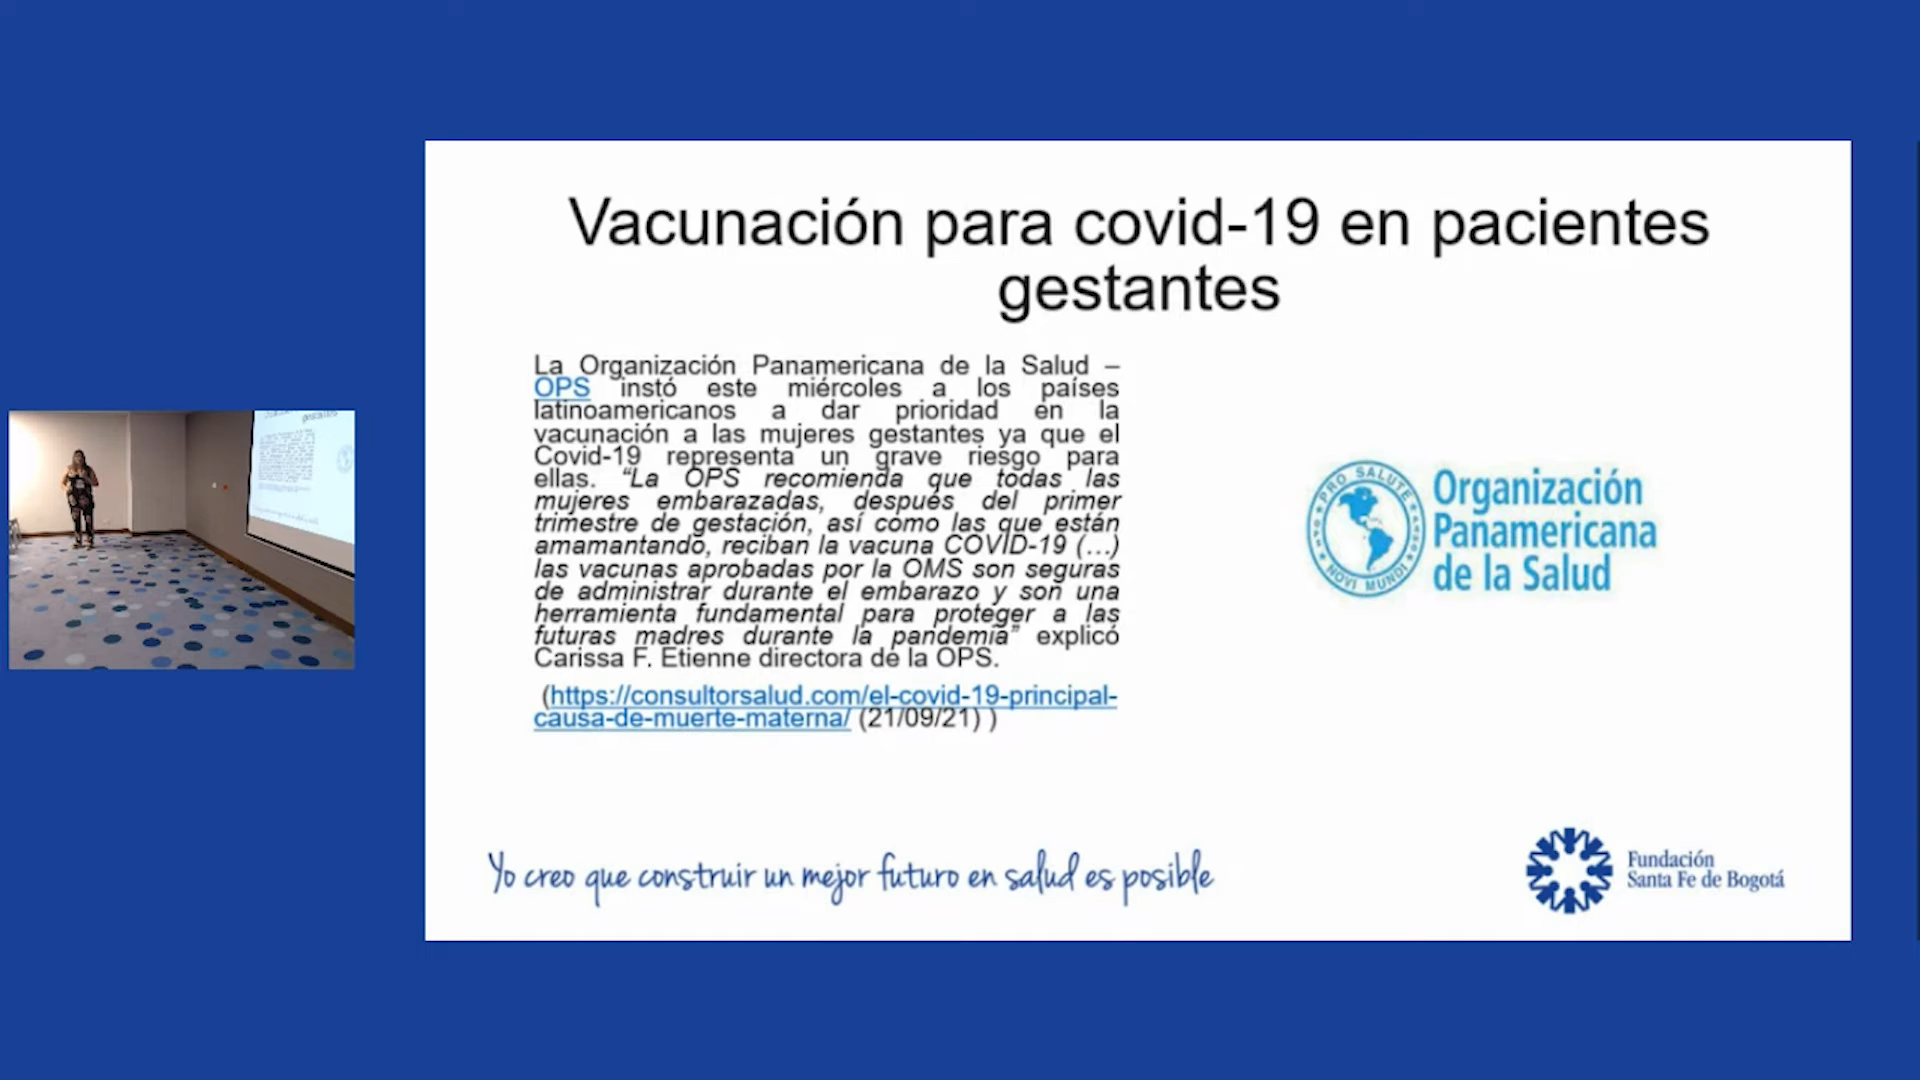 Vacunación para covid-19 en pacientes
gestantes
La Organización Panamericana de la Salud –
OPS instó este miércoles a los países
latinoamericanos a dar prioridad en la
vacunación a las mujeres gestantes ya que el
Covid-19 representa un grave riesgo para
ellas. “La OPS recomienda que todas las
mujeres embarazadas, después del primer
trimestre de gestación, así como las que están
amamantando, reciban la vacuna COVID-19 (…)
las vacunas aprobadas por la OMS son seguras
de administrar durante el embarazo y son una
herramienta fundamental para proteger a las
futuras madres durante la pandemia” explicó
Carissa F. Etienne directora de la OPS.
(https://consultorsalud.com/el-covid-19-principal-
causa-de-muerte-materna/ (21/09/21) )
PRO SALUTE
NOVI MUNDI
Organización
Panamericana
de la Salud
Yo creo que construir un mejor futuro en salud es posible
Fundación
Santa Fe de Bogotá
gestantes